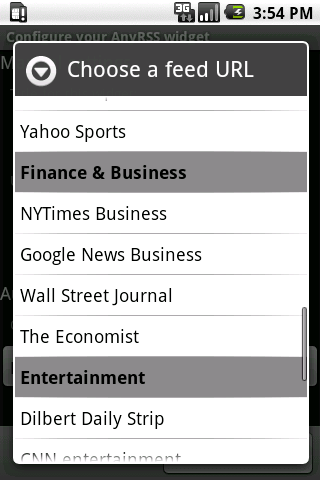 3G
3:54 PM
Configure your AnyRSS widget
Choose a feed URL
Yahoo Sports
Finance & Business
NYTimes Business
Google News Business
Wall Street Journal
The Economist
Entertainment
Dilbert Daily Strip
CNN entertainment